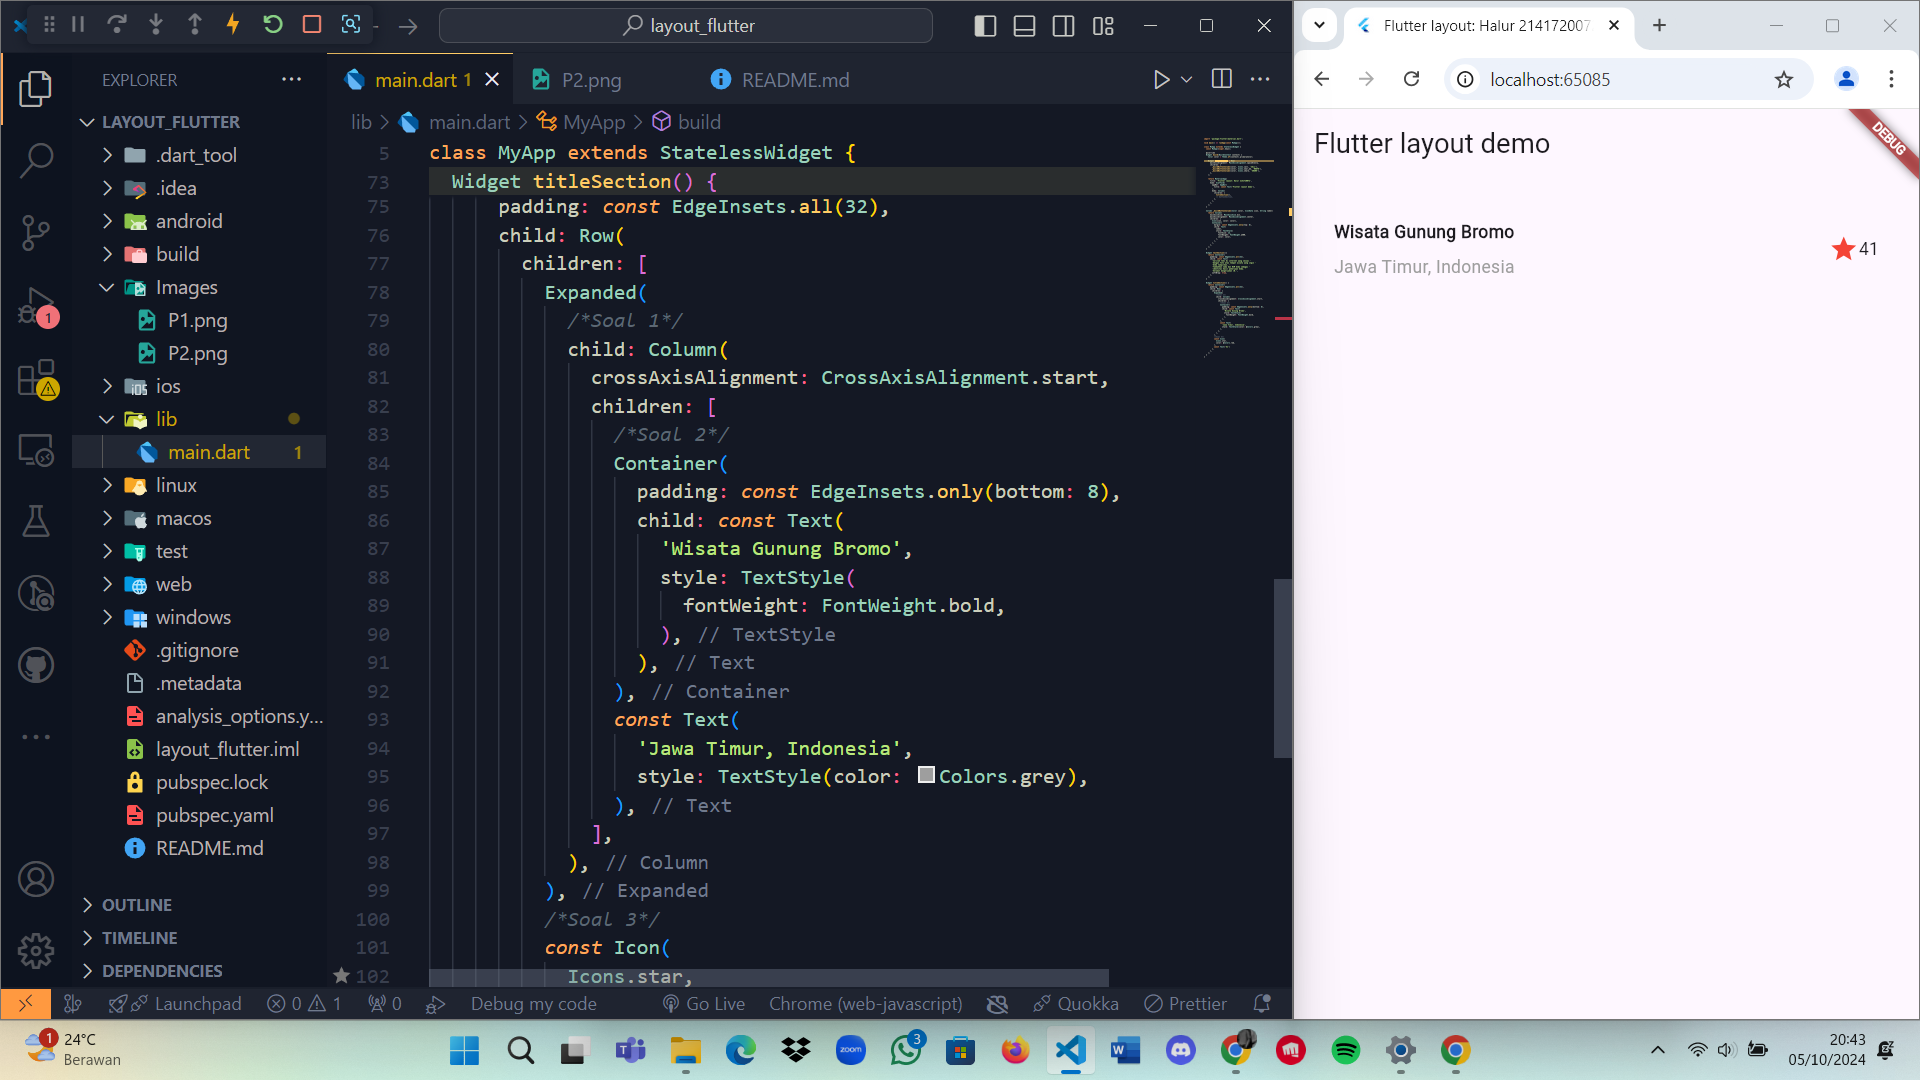 layout_flutter
Flutter layout: Halur 214172007
EXPLORER
main.dart 1
P2.png
README.md
localhost:65085
LAYOUT_FLUTTER
.dart_tool
.idea
android
build
Images
P1.png
P2.png
ios
lib
main.dart 1
linux
macos
test
web
windows
.gitignore
.metadata
analysis_options.y...
layout_flutter.iml
pubspec.lock
pubspec.yaml
README.md
OUTLINE
TIMELINE
DEPENDENCIES
1
lib > main.dart > MyApp > build
5 class MyApp extends StatelessWidget {
73 Widget titleSection() {
75 padding: const EdgeInsets.all(32),
76 child: Row(
77 children: [
78 Expanded(
79 /*Soal 1*/
80 child: Column(
81 crossAxisAlignment: CrossAxisAlignment.start,
82 children: [
83 /*Soal 2*/
84 Container(
85 padding: const EdgeInsets.only(bottom: 8),
86 child: const Text(
87 'Wisata Gunung Bromo',
88 style: TextStyle(
89 fontWeight: FontWeight.bold,
90 ), // TextStyle
91 ), // Text
92 ), // Container
93 const Text(
94 'Jawa Timur, Indonesia',
95 style: TextStyle(color: Colors.grey),
96 ), // Text
97 ],
98 ), // Column
99 ), // Expanded
100 /*Soal 3*/
101 const Icon(
102 Icons.star,
Flutter layout demo
DEBUG
Wisata Gunung Bromo
Jawa Timur, Indonesia
41
Launchpad 0 1 0 Debug my code Go Live Chrome (web-javascript) Quokka Prettier
1
24°C
Berawan
zoom
3
20:43
05/10/2024